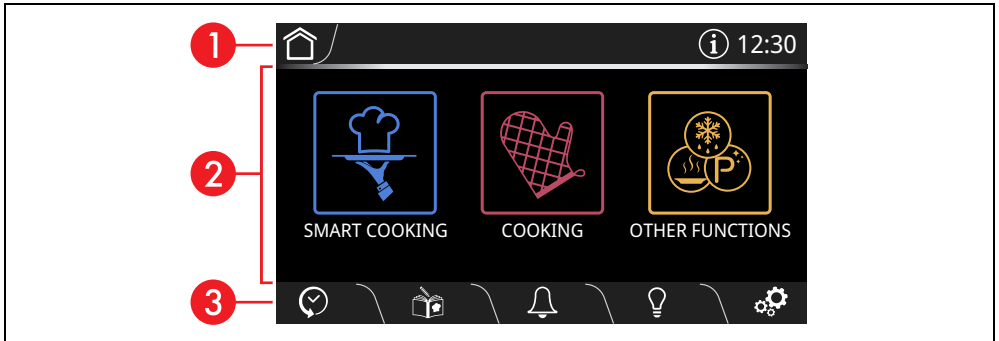 1
12:30
2
SMART COOKING
COOKING
OTHER FUNCTIONS
P
3